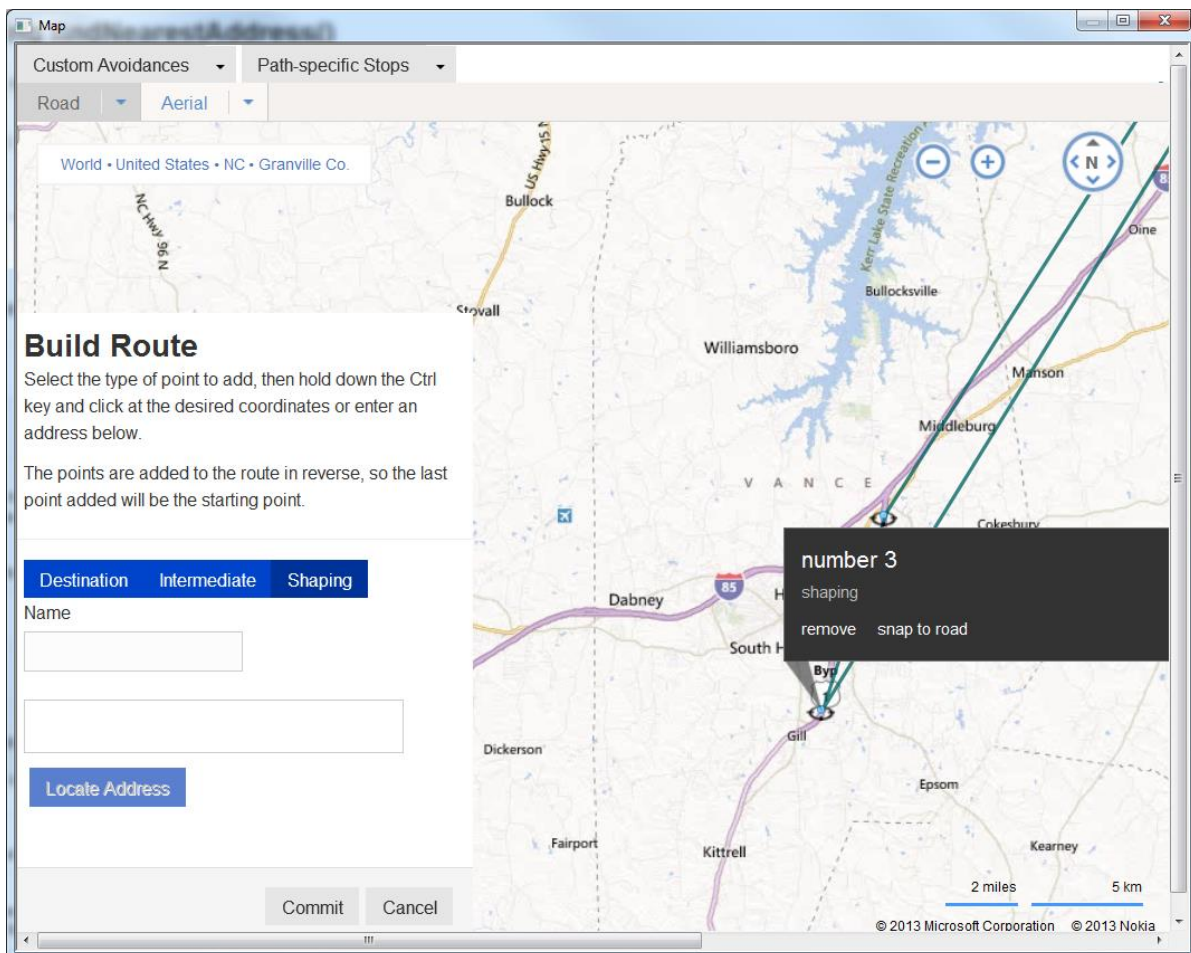 Map
Custom Avoidances
Path-specific Stops
Road
Aerial
World • United States • NC • Granville Co.
US Hwy 15 N
NC Hwy 96 N
Bullock
Kerr Lake State Recreation
Oine
Bullocksville
Stovall
Williamsboro
Manson
Middleburg
VANCE
Cokesbury
Build Route
Select the type of point to add, then hold down the Ctrl
key and click at the desired coordinates or enter an
address below.
The points are added to the route in reverse, so the last
point added will be the starting point.
Destination
Intermediate
Shaping
Name
Locate Address
Commit
Cancel
number 3
shaping
remove
snap to road
85
Dabney
South H
Byp
Gill
Dickerson
Epsom
Fairport
Kittrell
Kearney
2 miles
5 km
© 2013 Microsoft Corporation
© 2013 Nokia